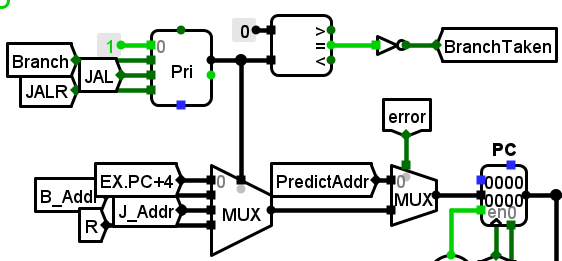 1
0
Branch
JAL
JALR
Pri
0
>
=
<
BranchTaken
error
EX.PC+4
B_Addr
J_Addr
R
0
MUX
PredictAddr
0
MUX
PC
0000
0000
en0